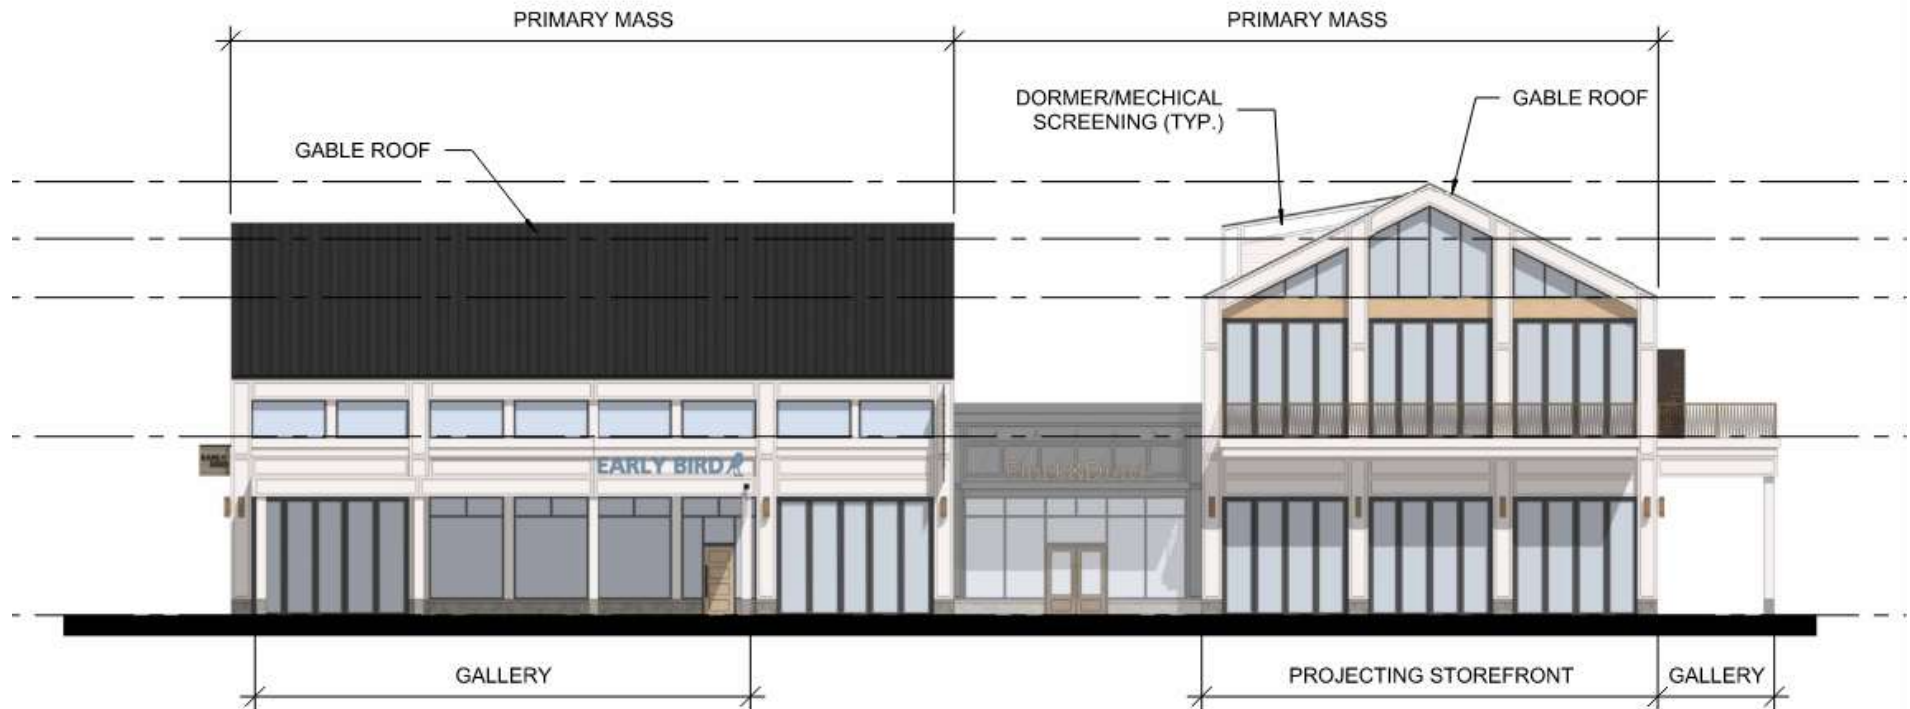 PRIMARY MASS
PRIMARY MASS
DORMER/MECHICAL
SCREENING (TYP.)
GABLE ROOF
GABLE ROOF
EARLY BIRD
GALLERY
PROJECTING STOREFRONT
GALLERY